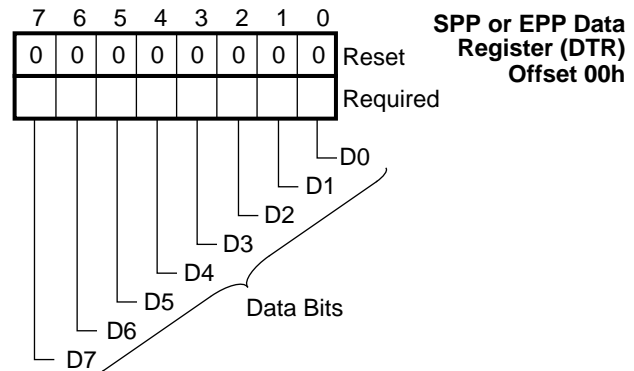 7 6 5 4 3 2 1 0
SPP or EPP Data
Register (DTR)
Offset 00h
0 0 0 0 0 0 0 0 Reset
Required
D0
D1
D2
D3
D4
D5
D6
D7
Data Bits